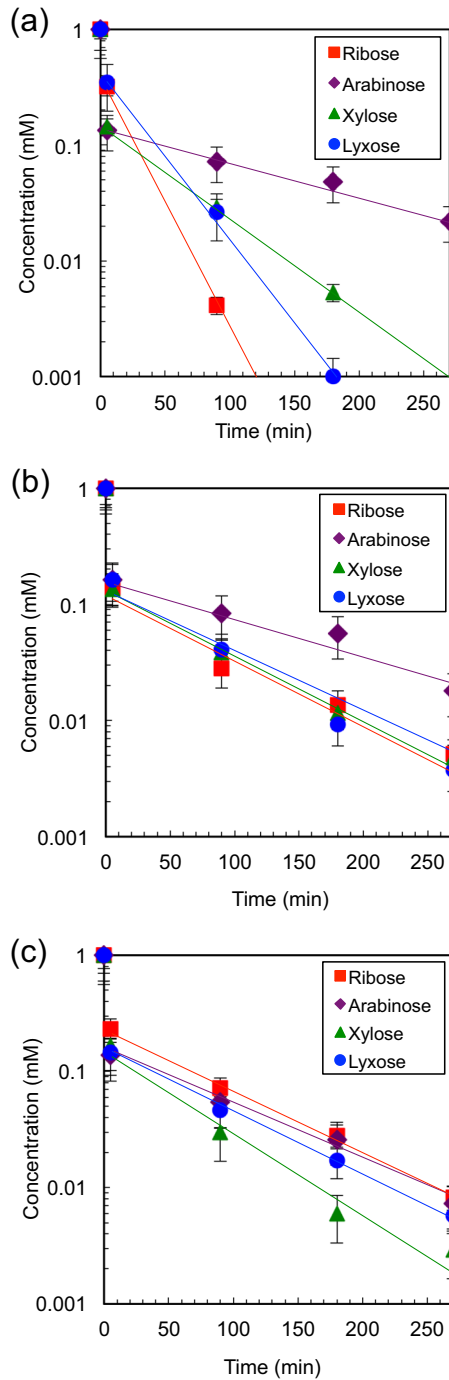 (a)
1
0.1
0.01
0.001
Concentration (mM)
Ribose
Arabinose
Xylose
Lyxose
0 50 100 150 200 250
Time (min)
(b)
1
0.1
0.01
0.001
Concentration (mM)
Ribose
Arabinose
Xylose
Lyxose
0 50 100 150 200 250
Time (min)
(c)
1
0.1
0.01
0.001
Concentration (mM)
Ribose
Arabinose
Xylose
Lyxose
0 50 100 150 200 250
Time (min)